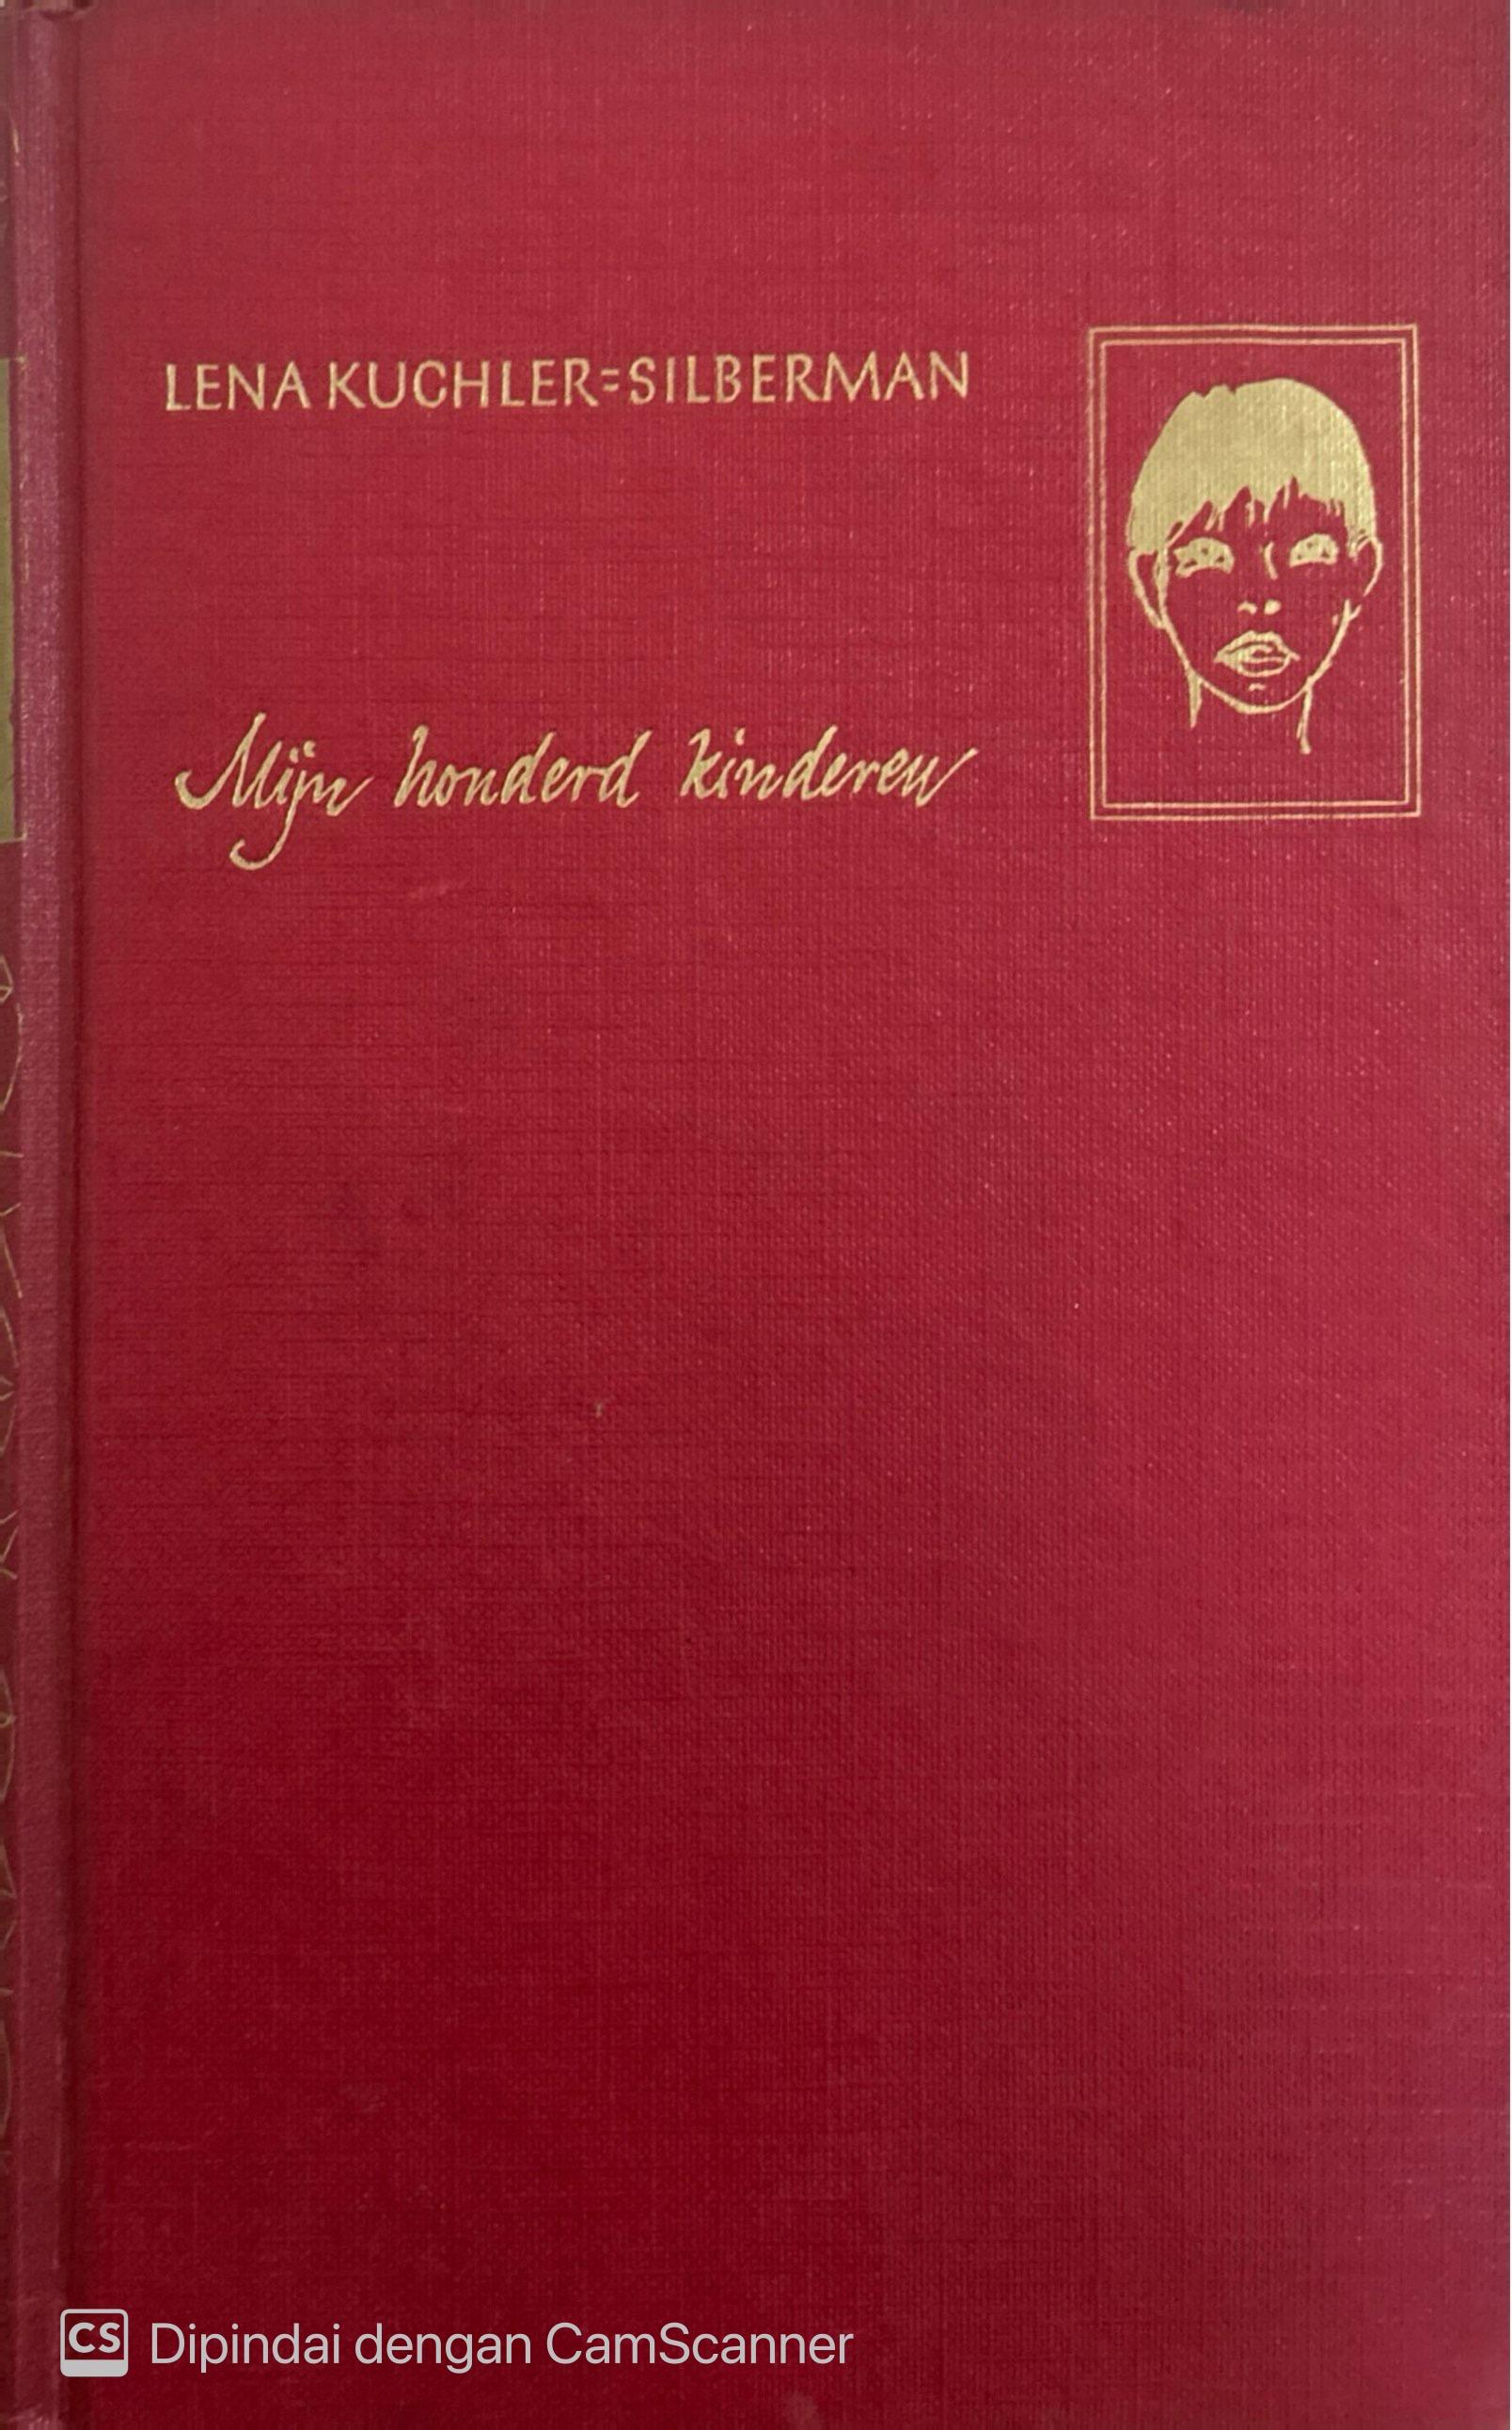 LENA KUCHLER=SILBERMAN
Mijn honderd kinderen
CS Dipindai dengan CamScanner